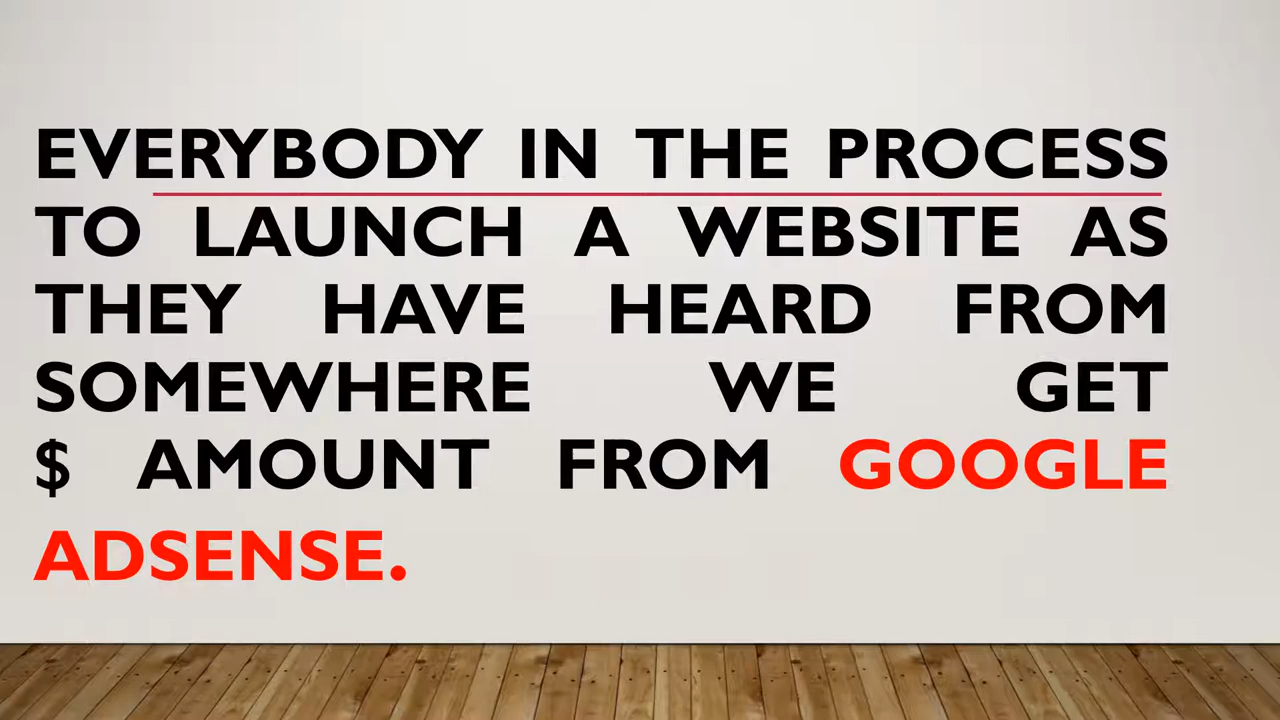 EVERYBODY IN THE PROCESS
TO LAUNCH A WEBSITE AS
THEY HAVE HEARD FROM
SOMEWHERE WE GET
$ AMOUNT FROM GOOGLE
ADSENSE.